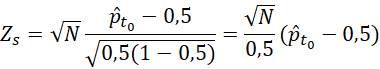 Z_s = √N (p̂_{t_0} − 0,5) / √(0,5(1 − 0,5)) = (√N / 0,5) (p̂_{t_0} − 0,5)